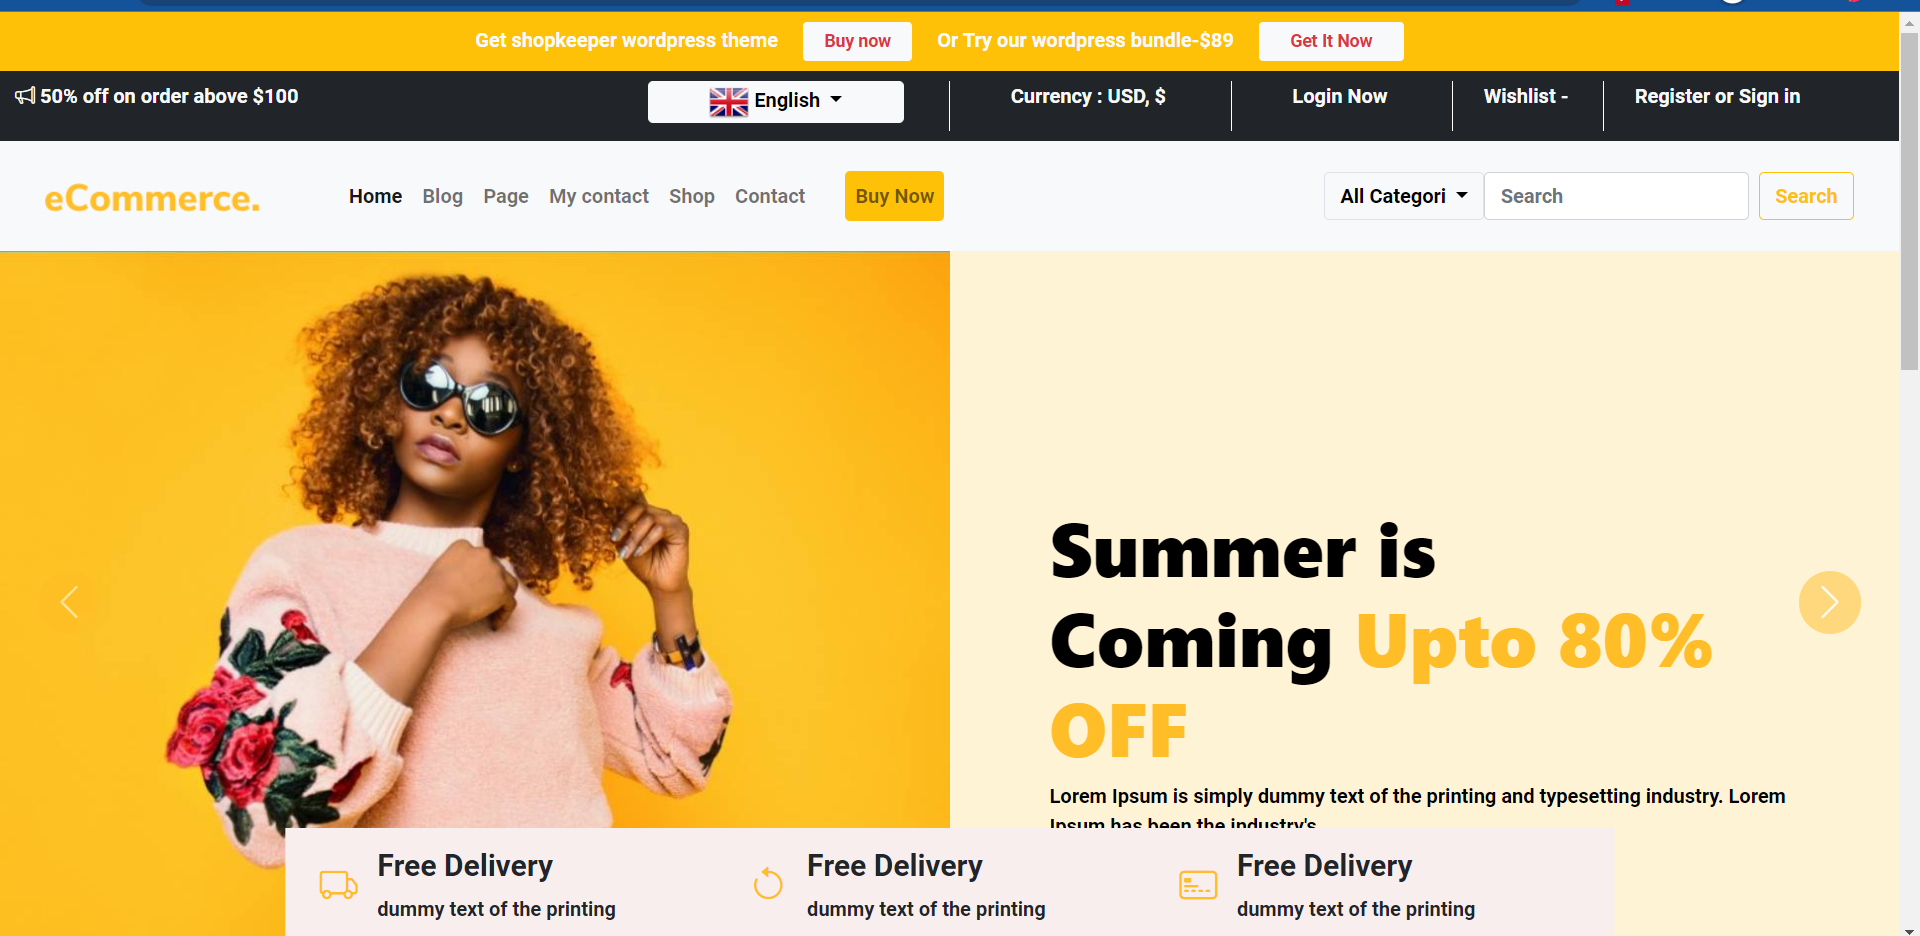 Get shopkeeper wordpress theme Buy now Or Try our wordpress bundle-$89 Get It Now
50% off on order above $100 English Currency : USD, $ Login Now Wishlist - Register or Sign in
eCommerce. Home Blog Page My contact Shop Contact Buy Now All Categori Search Search
Summer is
Coming Upto 80%
OFF
Lorem Ipsum is simply dummy text of the printing and typesetting industry. Lorem
Ipsum has been the industry's
Free Delivery Free Delivery Free Delivery
dummy text of the printing dummy text of the printing dummy text of the printing